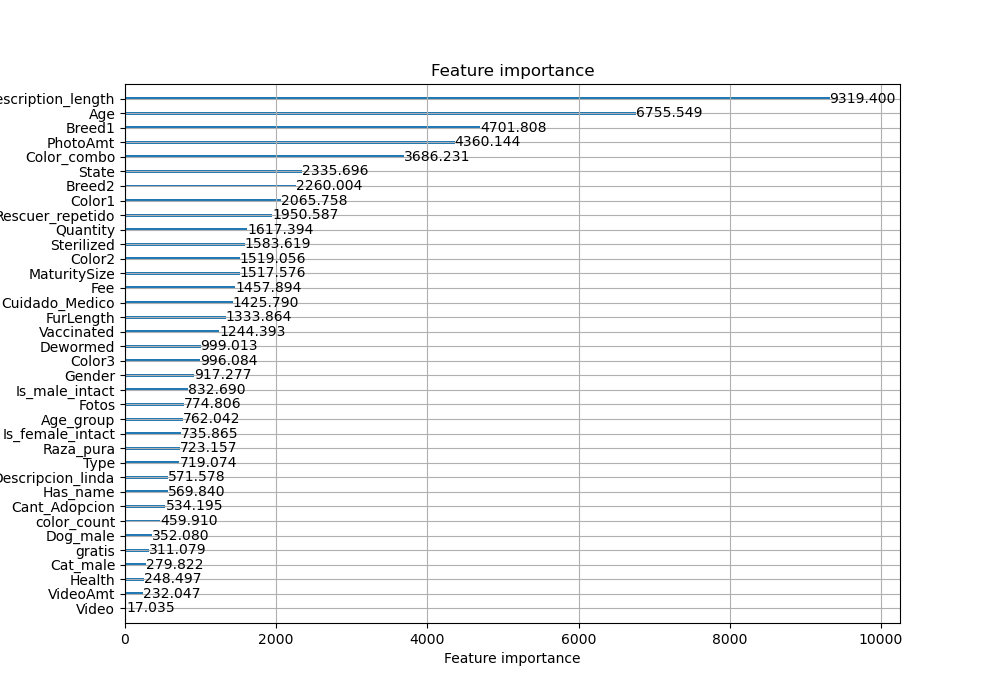 Feature importance
escription_length 9319.400
Age 6755.549
Breed1 4701.808
PhotoAmt 4360.144
Color_combo 3686.231
State 2335.696
Breed2 2260.004
Color1 2065.758
Rescuer_repetido 1950.587
Quantity 1617.394
Sterilized 1583.619
Color2 1519.056
MaturitySize 1517.576
Fee 1457.894
Cuidado_Medico 1425.790
FurLength 1333.864
Vaccinated 1244.393
Dewormed 999.013
Color3 996.084
Gender 917.277
Is_male_intact 832.690
Fotos 774.806
Age_group 762.042
Is_female_intact 735.865
Raza_pura 723.157
Type 719.074
Descripcion_linda 571.578
Has_name 569.840
Cant_Adopcion 534.195
color_count 459.910
Dog_male 352.080
gratis 311.079
Cat_male 279.822
Health 248.497
VideoAmt 232.047
Video 17.035
0 2000 4000 6000 8000 10000
Feature importance